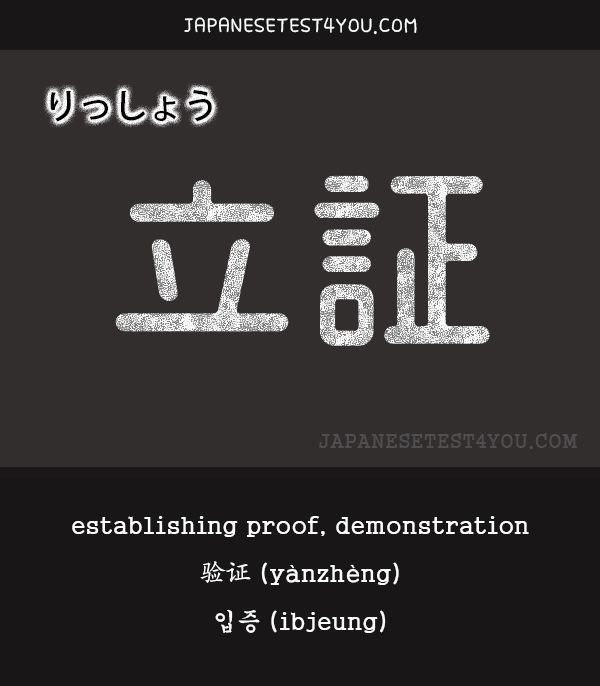 JAPANESETEST4YOU.COM
りっしょう
立証
JAPANESETEST4YOU.COM
establishing proof, demonstration
验证 (yànzhèng)
입증 (ibjeung)